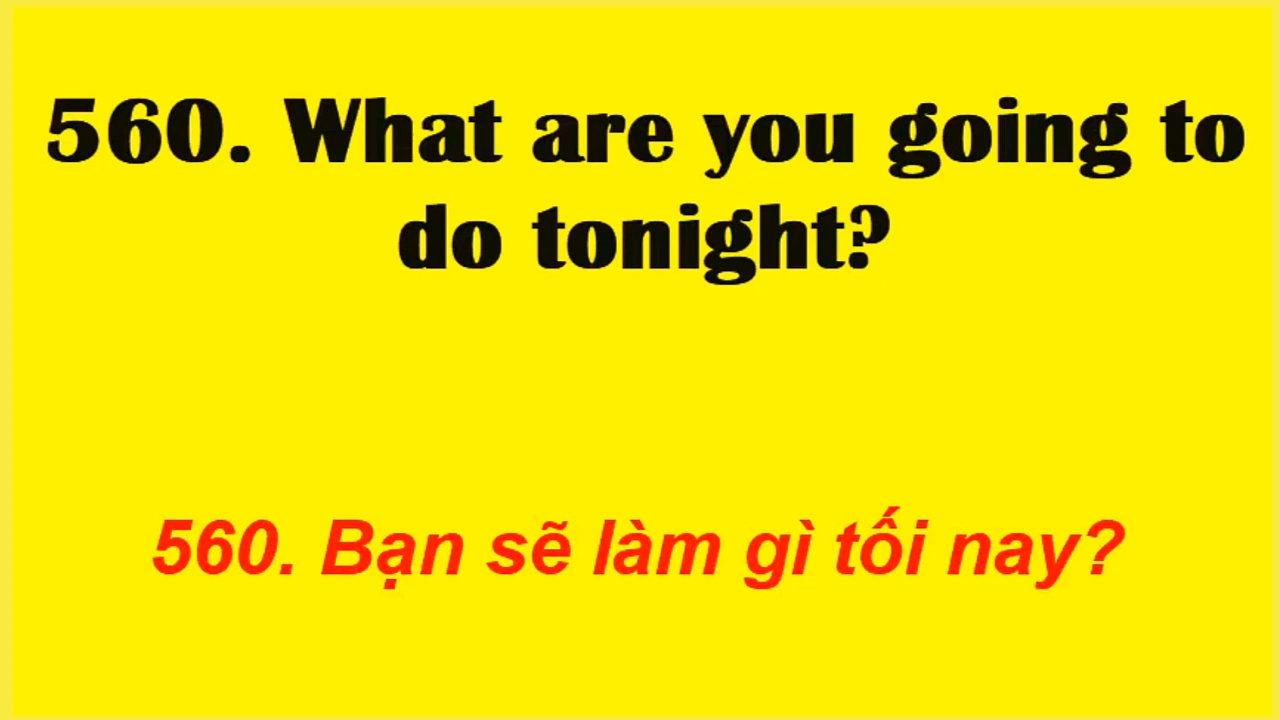 560. What are you going to
do tonight?
560. Bạn sẽ làm gì tối nay?